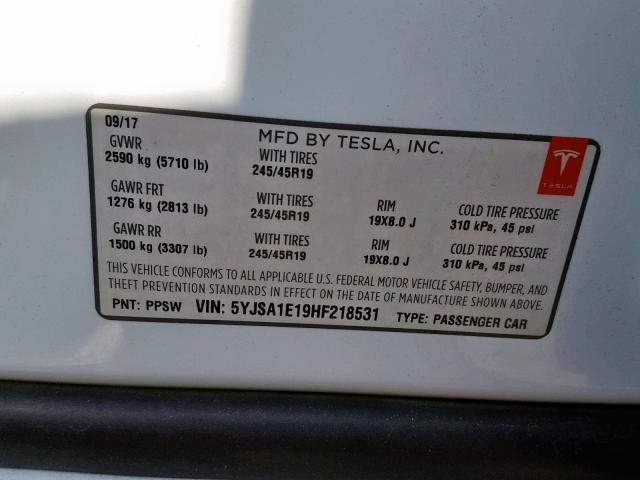 09/17
MFD BY TESLA, INC.
GVWR
2590 kg (5710 lb)
WITH TIRES
245/45R19
TESLA
GAWR FRT
1276 kg (2813 lb)
WITH TIRES
245/45R19
RIM
19X8.0 J
COLD TIRE PRESSURE
310 kPa, 45 psi
GAWR RR
1500 kg (3307 lb)
WITH TIRES
245/45R19
RIM
19X8.0 J
COLD TIRE PRESSURE
310 kPa, 45 psi
THIS VEHICLE CONFORMS TO ALL APPLICABLE U.S. FEDERAL MOTOR VEHICLE SAFETY, BUMPER, AND
THEFT PREVENTION STANDARDS IN EFFECT ON THE DATE OF MANUFACTURE SHOWN ABOVE.
PNT: PPSW VIN: 5YJSA1E19HF218531 TYPE: PASSENGER CAR